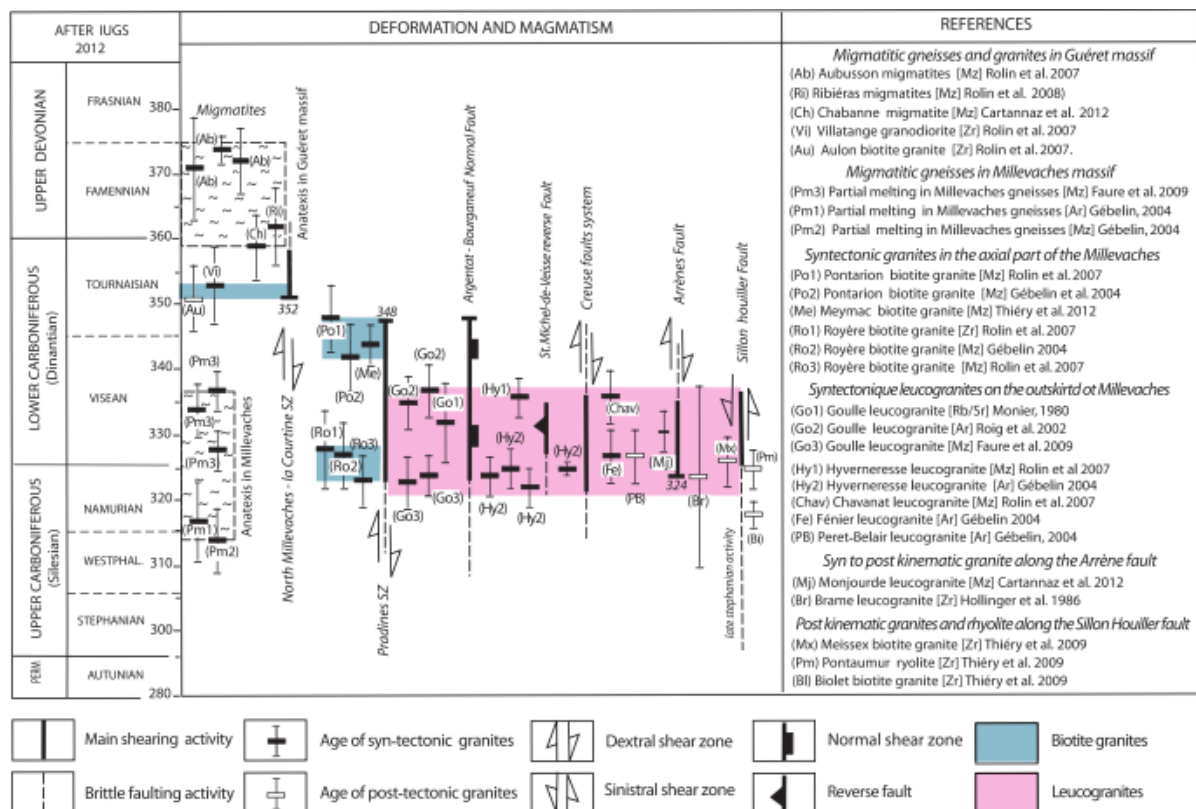 AFTER IUGS
2012
DEFORMATION AND MAGMATISM
REFERENCES
UPPER DEVONIAN
FRASNIAN
FAMENNIAN
LOWER CARBONIFEROUS
(Dinantian)
TOURNAISIAN
VISEAN
UPPER CARBONIFEROUS
(Silesian)
NAMURIAN
WESTPHAL.
STEPHANIAN
PERM.
AUTUNIAN
380
370
360
350
340
330
320
310
300
290
280
Migmatites
(Ab)
(Ab)
(Ab)
(Ri)
(Ch)
(Vi)
(Au)
352
Anatexis in Guéret massif
North Millevaches - la Courtine SZ
(Pm3)
(Pm3)
(Pm3)
(Pm1)
(Pm2)
Anatexis in Millevaches
(Po1)
(Po2)
(Me)
348
(Ro1)
(Ro2)
(Ro3)
Pradines SZ
(Go2)
(Go2)
(Go1)
(Go3)
(Go3)
Argentat - Bourganeuf Normal Fault
(Hy1)
(Hy2)
(Hy2)
(Hy2)
(Hy2)
St.Michel-de-Veisse reverse Fault
Creuse faults system
(Chav)
(Fe)
(PB)
(Mj)
324
Arrènes Fault
(Br)
(Mx)
Sillon houiller Fault
late stephanian activity
(Pm)
(Bi)
Migmatitic gneisses and granites in Guéret massif
(Ab) Aubusson migmatites [Mz] Rolin et al. 2007
(Ri) Ribiéras migmatites [Mz] Rolin et al. 2008)
(Ch) Chabanne migmatite [Mz] Cartannaz et al. 2012
(Vi) Villatange granodiorite [Zr] Rolin et al. 2007
(Au) Aulon biotite granite [Zr] Rolin et al. 2007.
Migmatitic gneisses in Millevaches massif
(Pm3) Partial melting in Millevaches gneisses [Mz] Faure et al. 2009
(Pm1) Partial melting in Millevaches gneisses [Ar] Gébelin, 2004
(Pm2) Partial melting in Millevaches gneisses [Mz] Gébelin, 2004
Syntectonic granites in the axial part of the Millevaches
(Po1) Pontarion biotite granite [Mz] Rolin et al. 2007
(Po2) Pontarion biotite granite [Mz] Gébelin et al. 2004
(Me) Meymac biotite granite [Mz] Thiéry et al. 2012
(Ro1) Royère biotite granite [Zr] Rolin et al. 2007
(Ro2) Royère biotite granite [Mz] Gébelin 2004
(Ro3) Royère biotite granite [Mz] Rolin et al. 2007
Syntectonique leucogranites on the outskirtd ot Millevaches
(Go1) Goulle leucogranite [Rb/Sr] Monier, 1980
(Go2) Goulle leucogranite [Ar] Roig et al. 2002
(Go3) Goulle leucogranite [Mz] Faure et al. 2009
(Hy1) Hyverneresse leucogranite [Mz] Rolin et al 2007
(Hy2) Hyverneresse leucogranite [Ar] Gébelin 2004
(Chav) Chavanat leucogranite [Mz] Rolin et al. 2007
(Fe) Fénier leucogranite [Ar] Gébelin 2004
(PB) Peret-Belair leucogranite [Ar] Gébelin, 2004
Syn to post kinematic granite along the Arrène fault
(Mj) Monjourde leucogranite [Mz] Cartannaz et al. 2012
(Br) Brame leucogranite [Zr] Hollinger et al. 1986
Post kinematic granites and rhyolite along the Sillon Houiller fault
(Mx) Meissex biotite granite [Zr] Thiéry et al. 2009
(Pm) Pontaumur ryolite [Zr] Thiéry et al. 2009
(Bl) Biolet biotite granite [Zr] Thiéry et al. 2009
Main shearing activity
Age of syn-tectonic granites
Dextral shear zone
Normal shear zone
Biotite granites
Brittle faulting activity
Age of post-tectonic granites
Sinistral shear zone
Reverse fault
Leucogranites